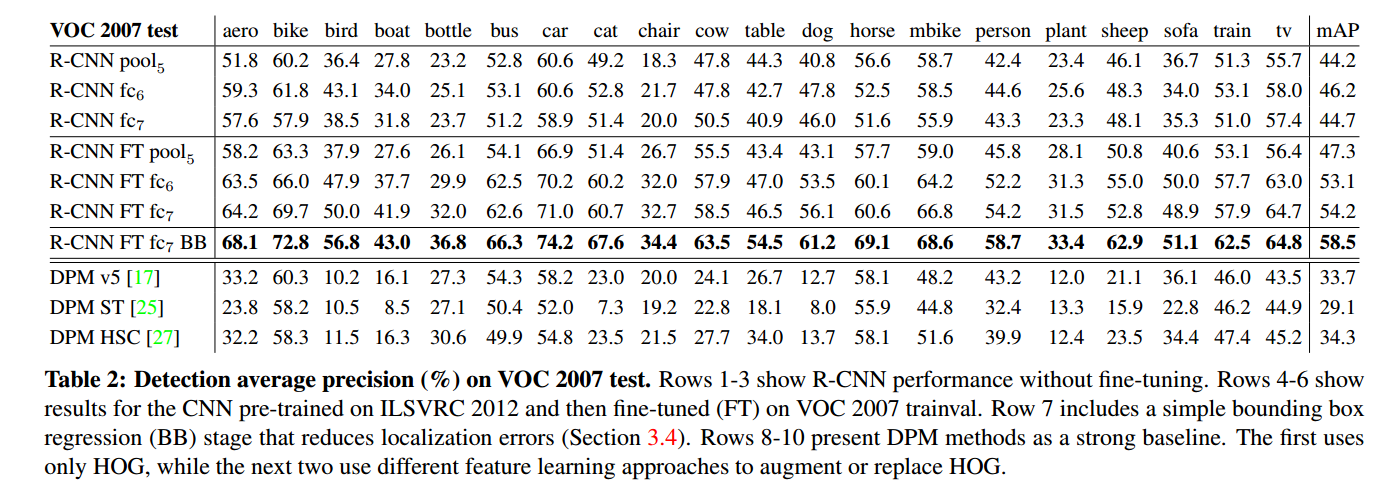 VOC 2007 test aero bike bird boat bottle bus car cat chair cow table dog horse mbike person plant sheep sofa train tv mAP
R-CNN pool5 51.8 60.2 36.4 27.8 23.2 52.8 60.6 49.2 18.3 47.8 44.3 40.8 56.6 58.7 42.4 23.4 46.1 36.7 51.3 55.7 44.2
R-CNN fc6 59.3 61.8 43.1 34.0 25.1 53.1 60.6 52.8 21.7 47.8 42.7 47.8 52.5 58.5 44.6 25.6 48.3 34.0 53.1 58.0 46.2
R-CNN fc7 57.6 57.9 38.5 31.8 23.7 51.2 58.9 51.4 20.0 50.5 40.9 46.0 51.6 55.9 43.3 23.3 48.1 35.3 51.0 57.4 44.7
R-CNN FT pool5 58.2 63.3 37.9 27.6 26.1 54.1 66.9 51.4 26.7 55.5 43.4 43.1 57.7 59.0 45.8 28.1 50.8 40.6 53.1 56.4 47.3
R-CNN FT fc6 63.5 66.0 47.9 37.7 29.9 62.5 70.2 60.2 32.0 57.9 47.0 53.5 60.1 64.2 52.2 31.3 55.0 50.0 57.7 63.0 53.1
R-CNN FT fc7 64.2 69.7 50.0 41.9 32.0 62.6 71.0 60.7 32.7 58.5 46.5 56.1 60.6 66.8 54.2 31.5 52.8 48.9 57.9 64.7 54.2
R-CNN FT fc7 BB 68.1 72.8 56.8 43.0 36.8 66.3 74.2 67.6 34.4 63.5 54.5 61.2 69.1 68.6 58.7 33.4 62.9 51.1 62.5 64.8 58.5
DPM v5 [17] 33.2 60.3 10.2 16.1 27.3 54.3 58.2 23.0 20.0 24.1 26.7 12.7 58.1 48.2 43.2 12.0 21.1 36.1 46.0 43.5 33.7
DPM ST [25] 23.8 58.2 10.5 8.5 27.1 50.4 52.0 7.3 19.2 22.8 18.1 8.0 55.9 44.8 32.4 13.3 15.9 22.8 46.2 44.9 29.1
DPM HSC [27] 32.2 58.3 11.5 16.3 30.6 49.9 54.8 23.5 21.5 27.7 34.0 13.7 58.1 51.6 39.9 12.4 23.5 34.4 47.4 45.2 34.3
Table 2: Detection average precision (%) on VOC 2007 test. Rows 1-3 show R-CNN performance without fine-tuning. Rows 4-6 show
results for the CNN pre-trained on ILSVRC 2012 and then fine-tuned (FT) on VOC 2007 trainval. Row 7 includes a simple bounding box
regression (BB) stage that reduces localization errors (Section 3.4). Rows 8-10 present DPM methods as a strong baseline. The first uses
only HOG, while the next two use different feature learning approaches to augment or replace HOG.